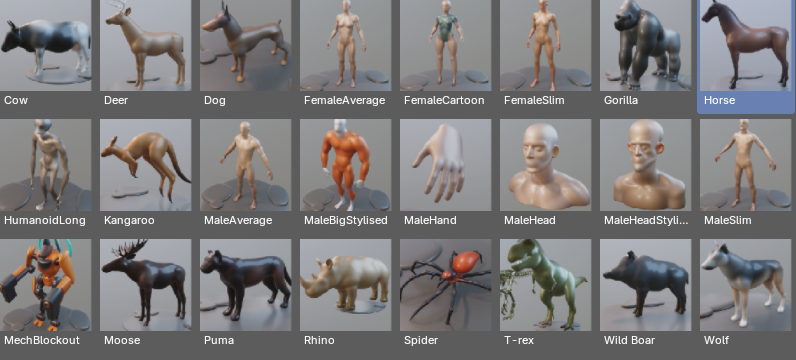 Cow Deer Dog FemaleAverage FemaleCartoon FemaleSlim Gorilla Horse
HumanoidLong Kangaroo MaleAverage MaleBigStylised MaleHand MaleHead MaleHeadStyli... MaleSlim
MechBlockout Moose Puma Rhino Spider T-rex Wild Boar Wolf